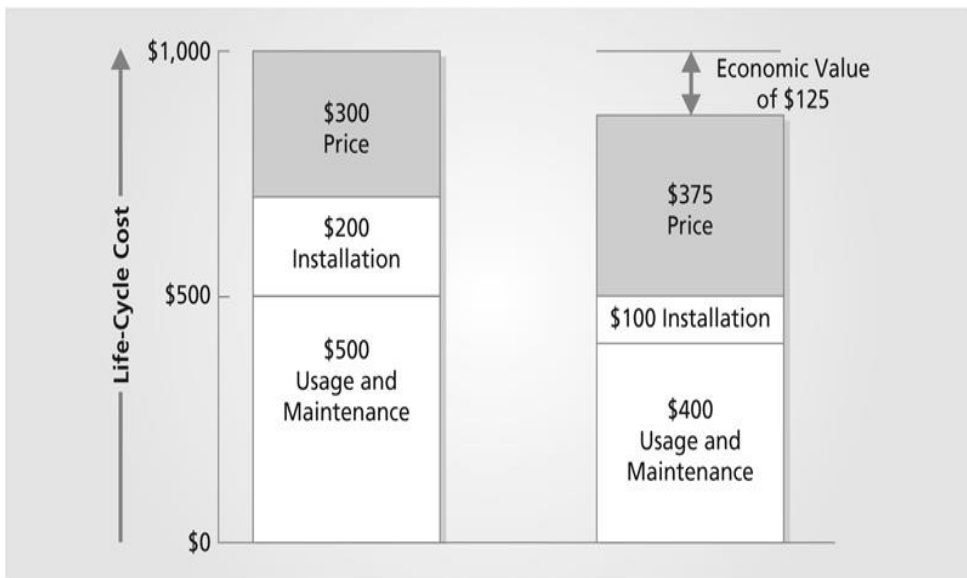 Life-Cycle Cost
$1,000
$500
$0
$300
Price
$200
Installation
$500
Usage and
Maintenance
Economic Value
of $125
$375
Price
$100 Installation
$400
Usage and
Maintenance